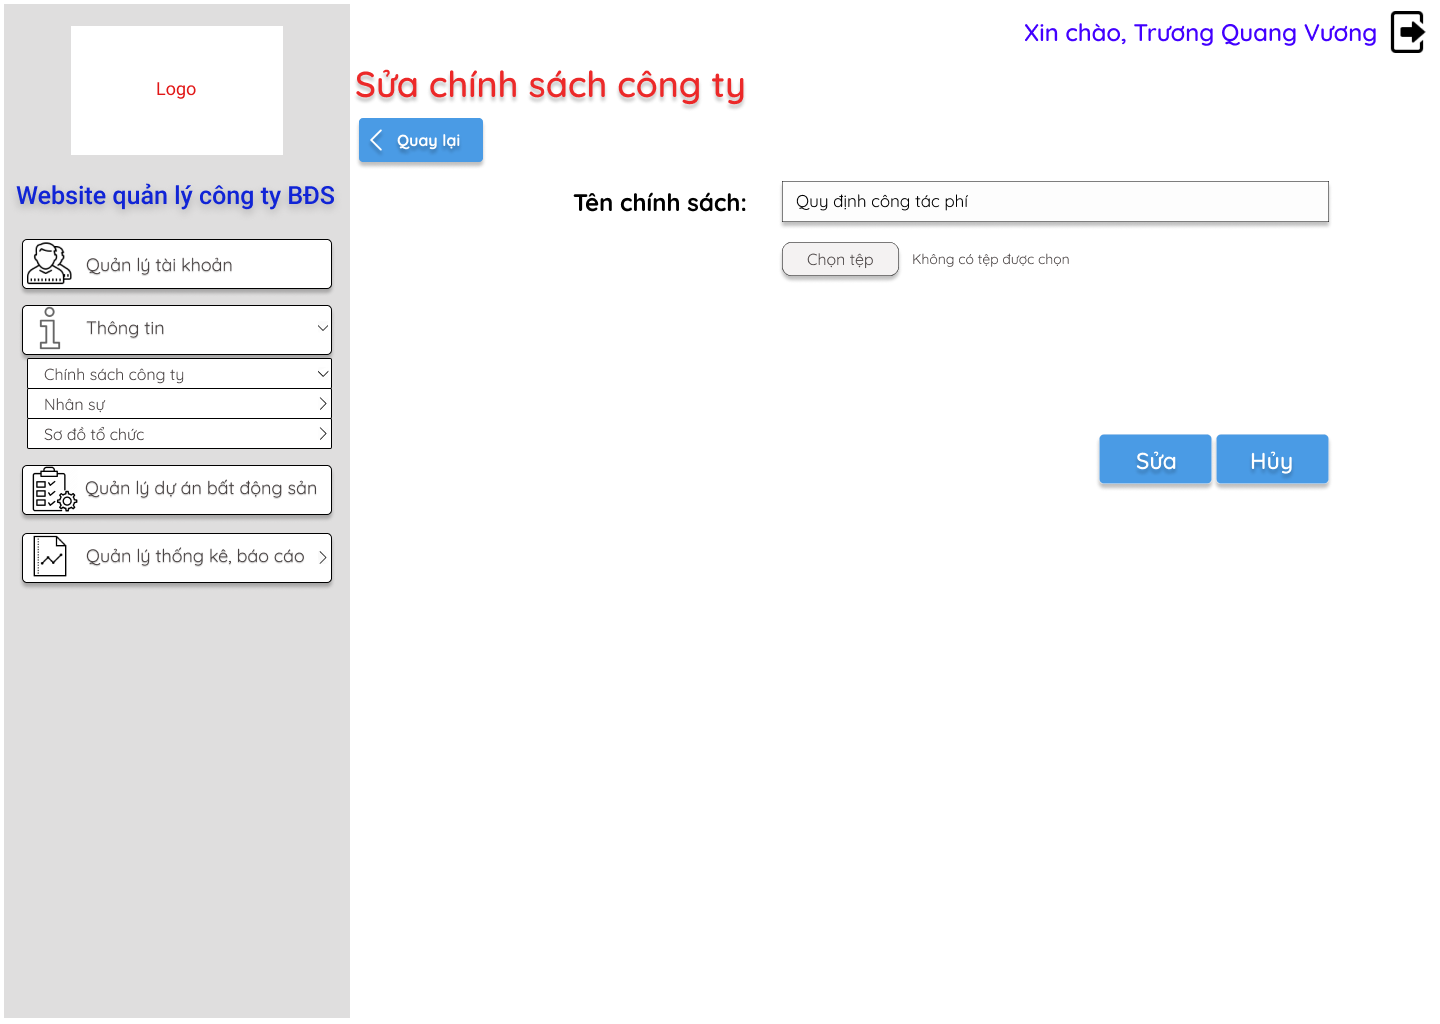 Logo
Website quản lý công ty BĐS
Quản lý tài khoản
Thông tin
Chính sách công ty
Nhân sự
Sơ đồ tổ chức
Quản lý dự án bất động sản
Quản lý thống kê, báo cáo
Xin chào, Trương Quang Vương
Sửa chính sách công ty
Quay lại
Tên chính sách: Quy định công tác phí
Chọn tệp Không có tệp được chọn
Sửa Hủy